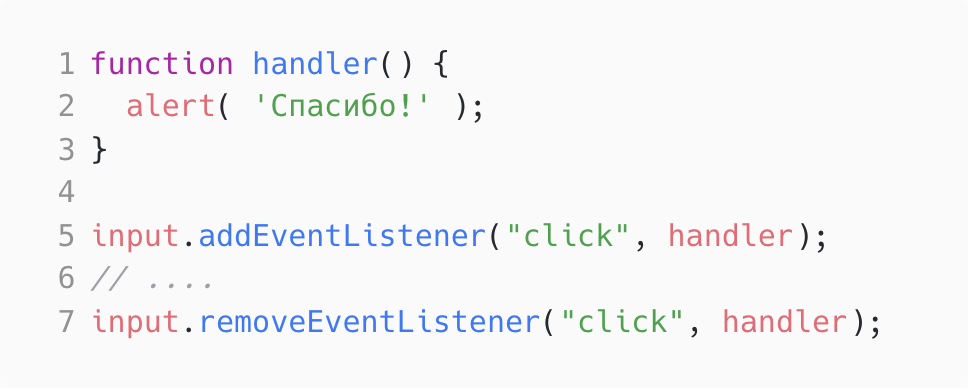 1 function handler() {
2   alert( 'Спасибо!' );
3 }
4
5 input.addEventListener("click", handler);
6 // ....
7 input.removeEventListener("click", handler);